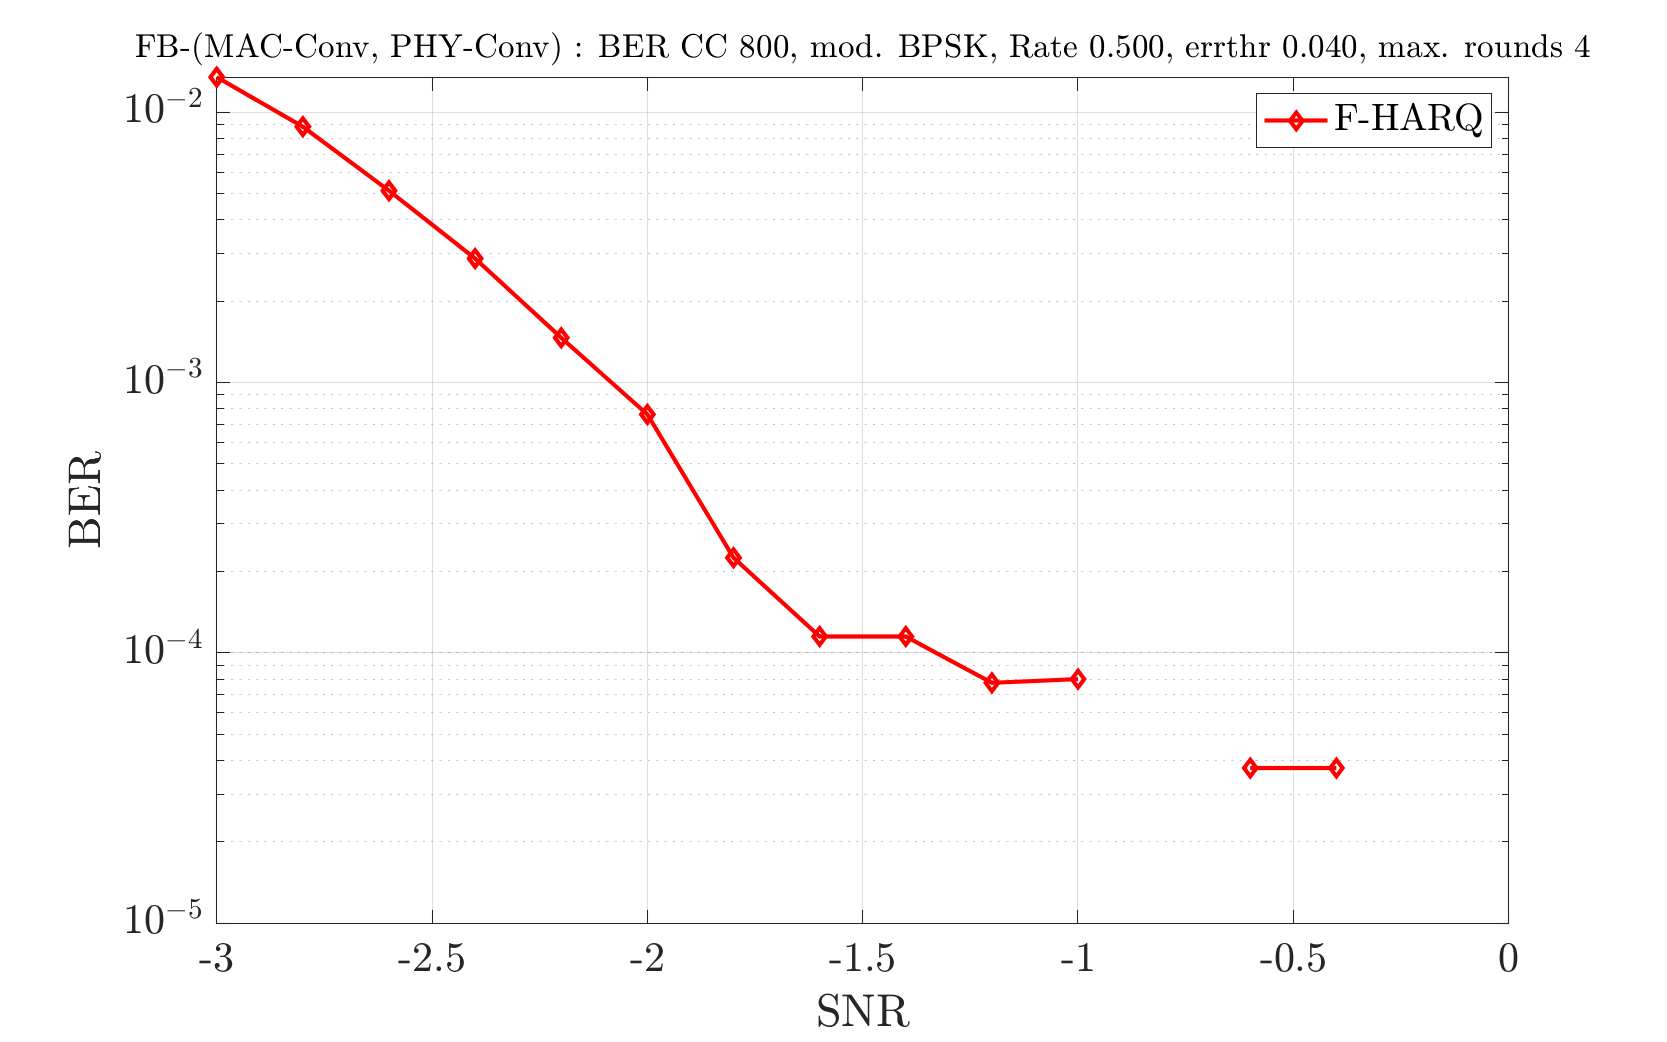 FB-(MAC-Conv, PHY-Conv) : BER CC 800, mod. BPSK, Rate 0.500, errthr 0.040, max. rounds 4
F-HARQ
10⁻²
10⁻³
10⁻⁴
10⁻⁵
BER
-3 -2.5 -2 -1.5 -1 -0.5 0
SNR